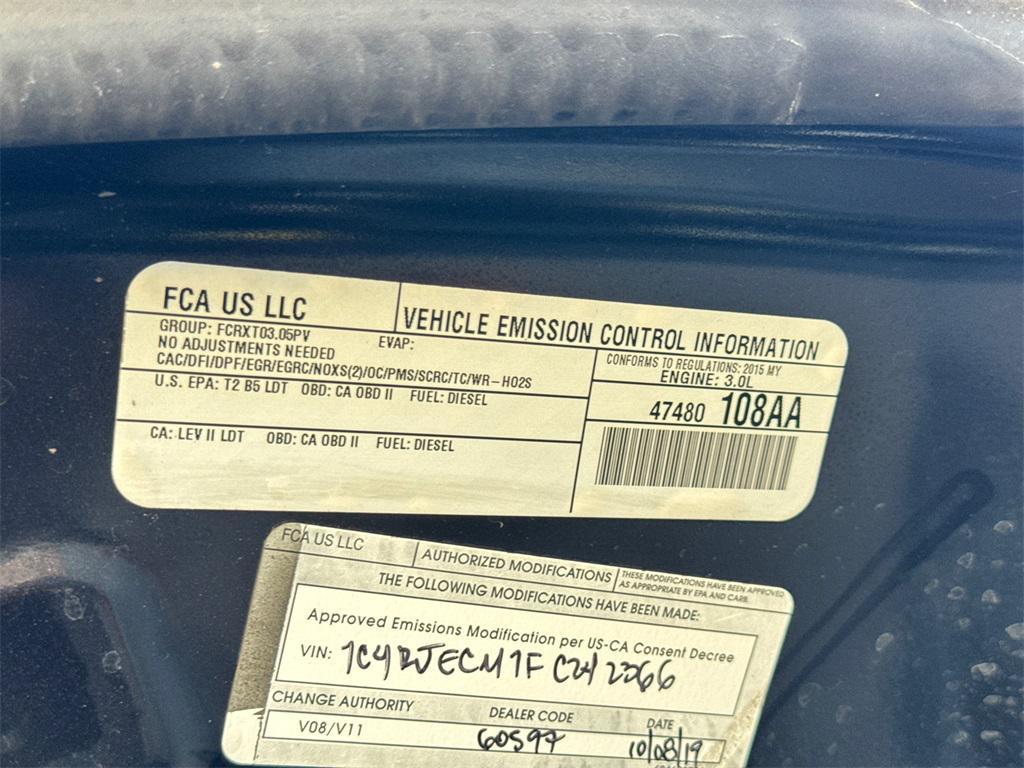 FCA US LLC
VEHICLE EMISSION CONTROL INFORMATION
GROUP: FCRXT03.05PV EVAP:
NO ADJUSTMENTS NEEDED
CAC/DFI/DPF/EGR/EGRC/NOXS(2)/OC/PMS/SCRC/TC/WR-HO2S
CONFORMS TO REGULATIONS: 2015 MY
ENGINE: 3.0L
U.S. EPA: T2 B5 LDT OBD: CA OBD II FUEL: DIESEL
47480 108AA
CA: LEV II LDT OBD: CA OBD II FUEL: DIESEL
FCA US LLC
AUTHORIZED MODIFICATIONS
THESE MODIFICATIONS HAVE BEEN APPROVED
AS APPROPRIATE BY EPA AND CARB.
THE FOLLOWING MODIFICATIONS HAVE BEEN MADE:
Approved Emissions Modification per US-CA Consent Decree
VIN: 1C4RJECM1FC242366
CHANGE AUTHORITY DEALER CODE DATE
V08/V11 60597 10/08/19